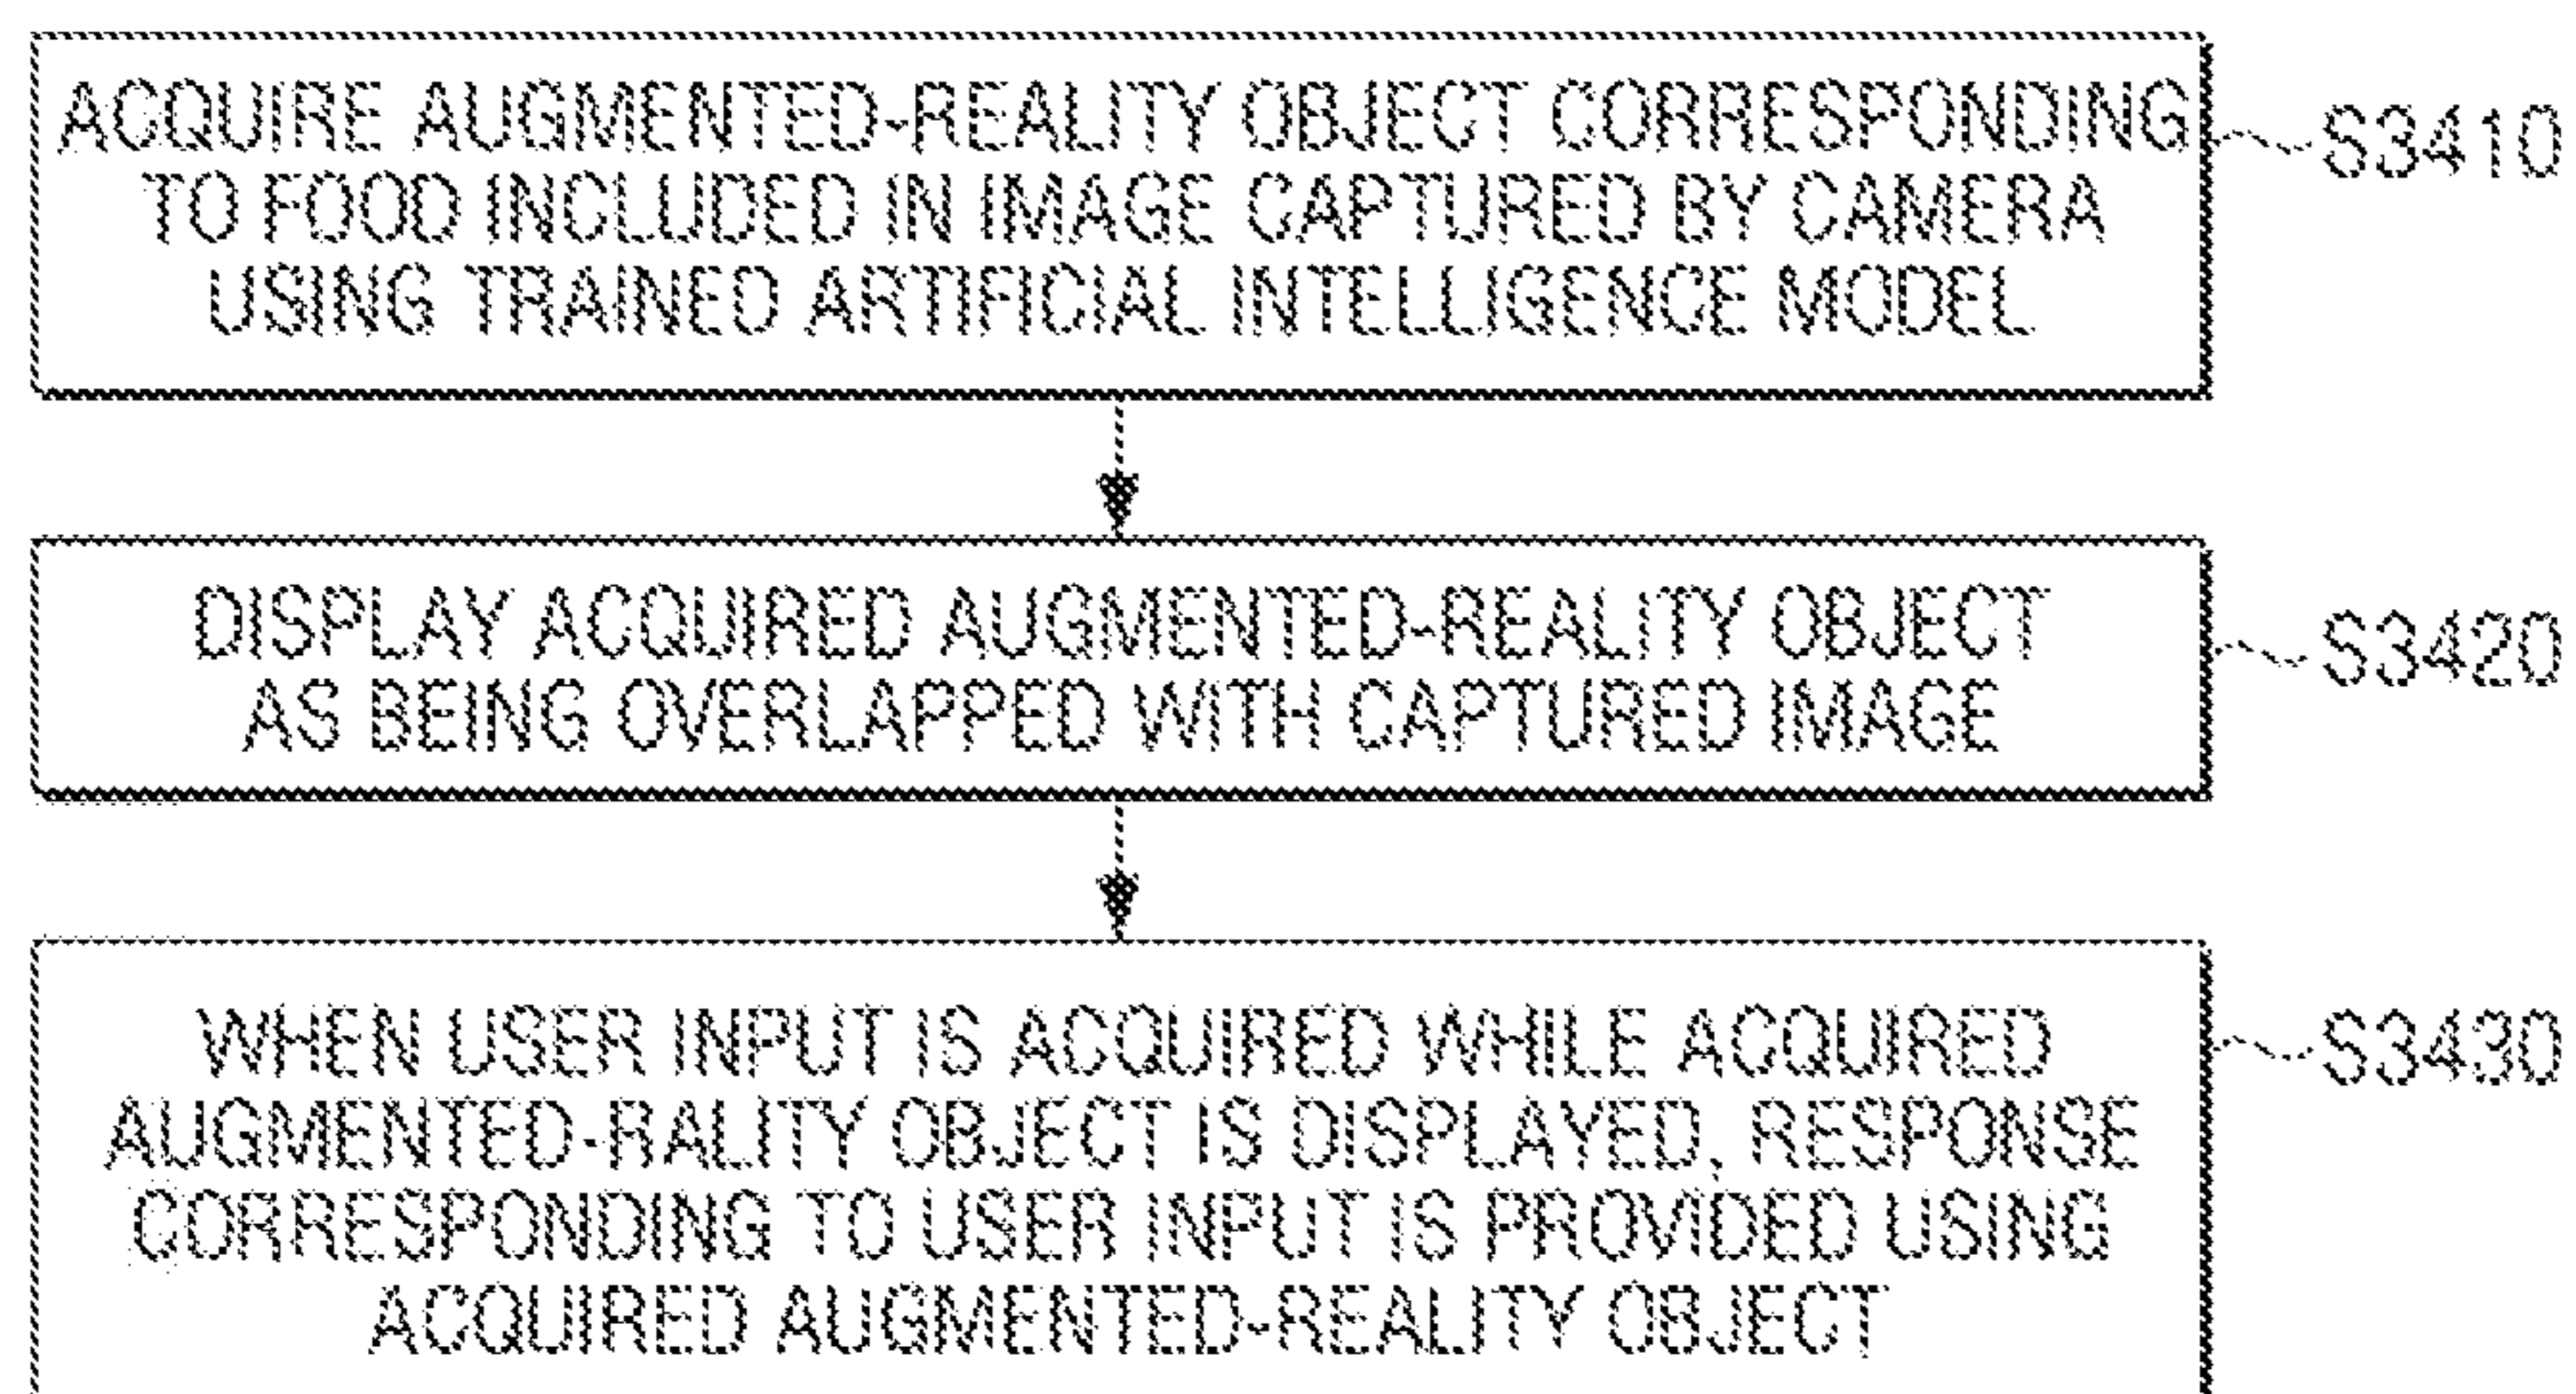 ACQUIRE AUGMENTED-REALITY OBJECT CORRESPONDING
TO FOOD INCLUDED IN IMAGE CAPTURED BY CAMERA
USING TRAINED ARTIFICIAL INTELLIGENCE MODEL
S3410
DISPLAY ACQUIRED AUGMENTED-REALITY OBJECT
AS BEING OVERLAPPED WITH CAPTURED IMAGE
S3420
WHEN USER INPUT IS ACQUIRED WHILE ACQUIRED
AUGMENTED-RALITY OBJECT IS DISPLAYED, RESPONSE
CORRESPONDING TO USER INPUT IS PROVIDED USING
ACQUIRED AUGMENTED-REALITY OBJECT
S3430